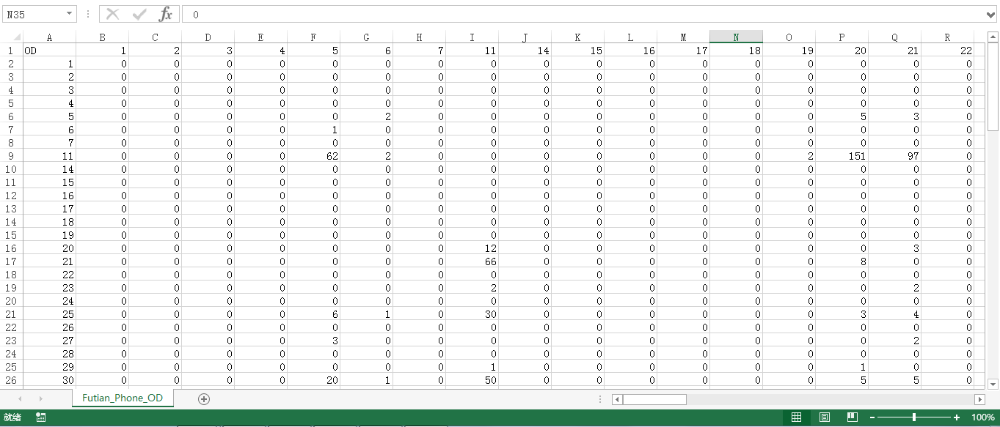 N35 fx 0
A B C D E F G H I J K L M N O P Q R
1 OD 1 2 3 4 5 6 7 11 14 15 16 17 18 19 20 21 22
2 1 0 0 0 0 0 0 0 0 0 0 0 0 0 0 0 0 0
3 2 0 0 0 0 0 0 0 0 0 0 0 0 0 0 0 0 0
4 3 0 0 0 0 0 0 0 0 0 0 0 0 0 0 0 0 0
5 4 0 0 0 0 0 0 0 0 0 0 0 0 0 0 0 0 0
6 5 0 0 0 0 0 2 0 0 0 0 0 0 0 0 5 3 0
7 6 0 0 0 0 1 0 0 0 0 0 0 0 0 0 0 0 0
8 7 0 0 0 0 0 0 0 0 0 0 0 0 0 0 0 0 0
9 11 0 0 0 0 62 2 0 0 0 0 0 0 0 2 151 97 0
10 14 0 0 0 0 0 0 0 0 0 0 0 0 0 0 0 0 0
11 15 0 0 0 0 0 0 0 0 0 0 0 0 0 0 0 0 0
12 16 0 0 0 0 0 0 0 0 0 0 0 0 0 0 0 0 0
13 17 0 0 0 0 0 0 0 0 0 0 0 0 0 0 0 0 0
14 18 0 0 0 0 0 0 0 0 0 0 0 0 0 0 0 0 0
15 19 0 0 0 0 0 0 0 0 0 0 0 0 0 0 0 0 0
16 20 0 0 0 0 0 0 0 12 0 0 0 0 0 0 0 3 0
17 21 0 0 0 0 0 0 0 66 0 0 0 0 0 0 8 0 0
18 22 0 0 0 0 0 0 0 0 0 0 0 0 0 0 0 0 0
19 23 0 0 0 0 0 0 0 2 0 0 0 0 0 0 0 2 0
20 24 0 0 0 0 0 0 0 0 0 0 0 0 0 0 0 0 0
21 25 0 0 0 0 6 1 0 30 0 0 0 0 0 0 3 4 0
22 26 0 0 0 0 0 0 0 0 0 0 0 0 0 0 0 0 0
23 27 0 0 0 0 3 0 0 0 0 0 0 0 0 0 0 2 0
24 28 0 0 0 0 0 0 0 0 0 0 0 0 0 0 0 0 0
25 29 0 0 0 0 0 0 0 1 0 0 0 0 0 0 1 0 0
26 30 0 0 0 0 20 1 0 50 0 0 0 0 0 0 5 5 0
Futian_Phone_OD
就绪 100%